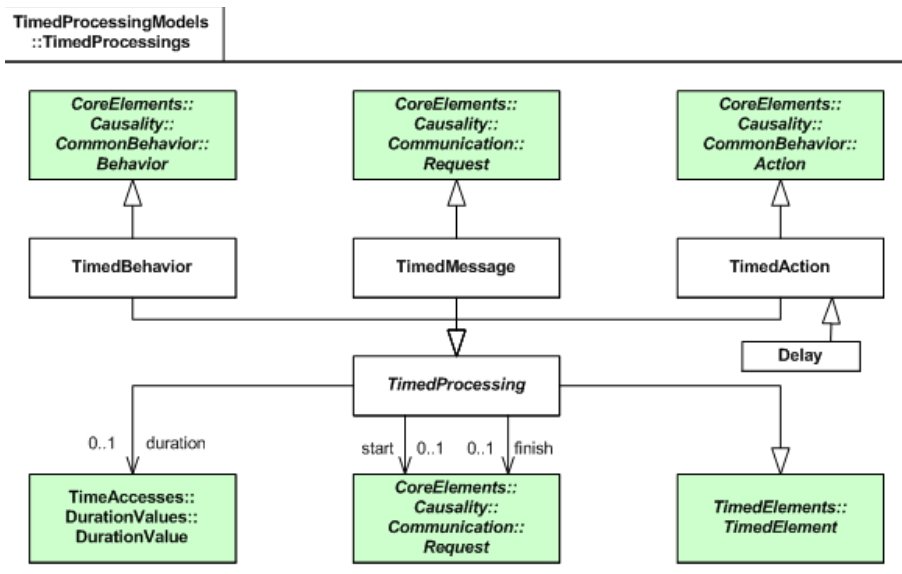 TimedProcessingModels
::TimedProcessings
CoreElements::
Causality::
CommonBehavior::
Behavior
CoreElements::
Causality::
Communication::
Request
CoreElements::
Causality::
CommonBehavior::
Action
TimedBehavior
TimedMessage
TimedAction
Delay
TimedProcessing
0..1 duration
start 0..1
0..1 finish
TimeAccesses::
DurationValues::
DurationValue
CoreElements::
Causality::
Communication::
Request
TimedElements::
TimedElement